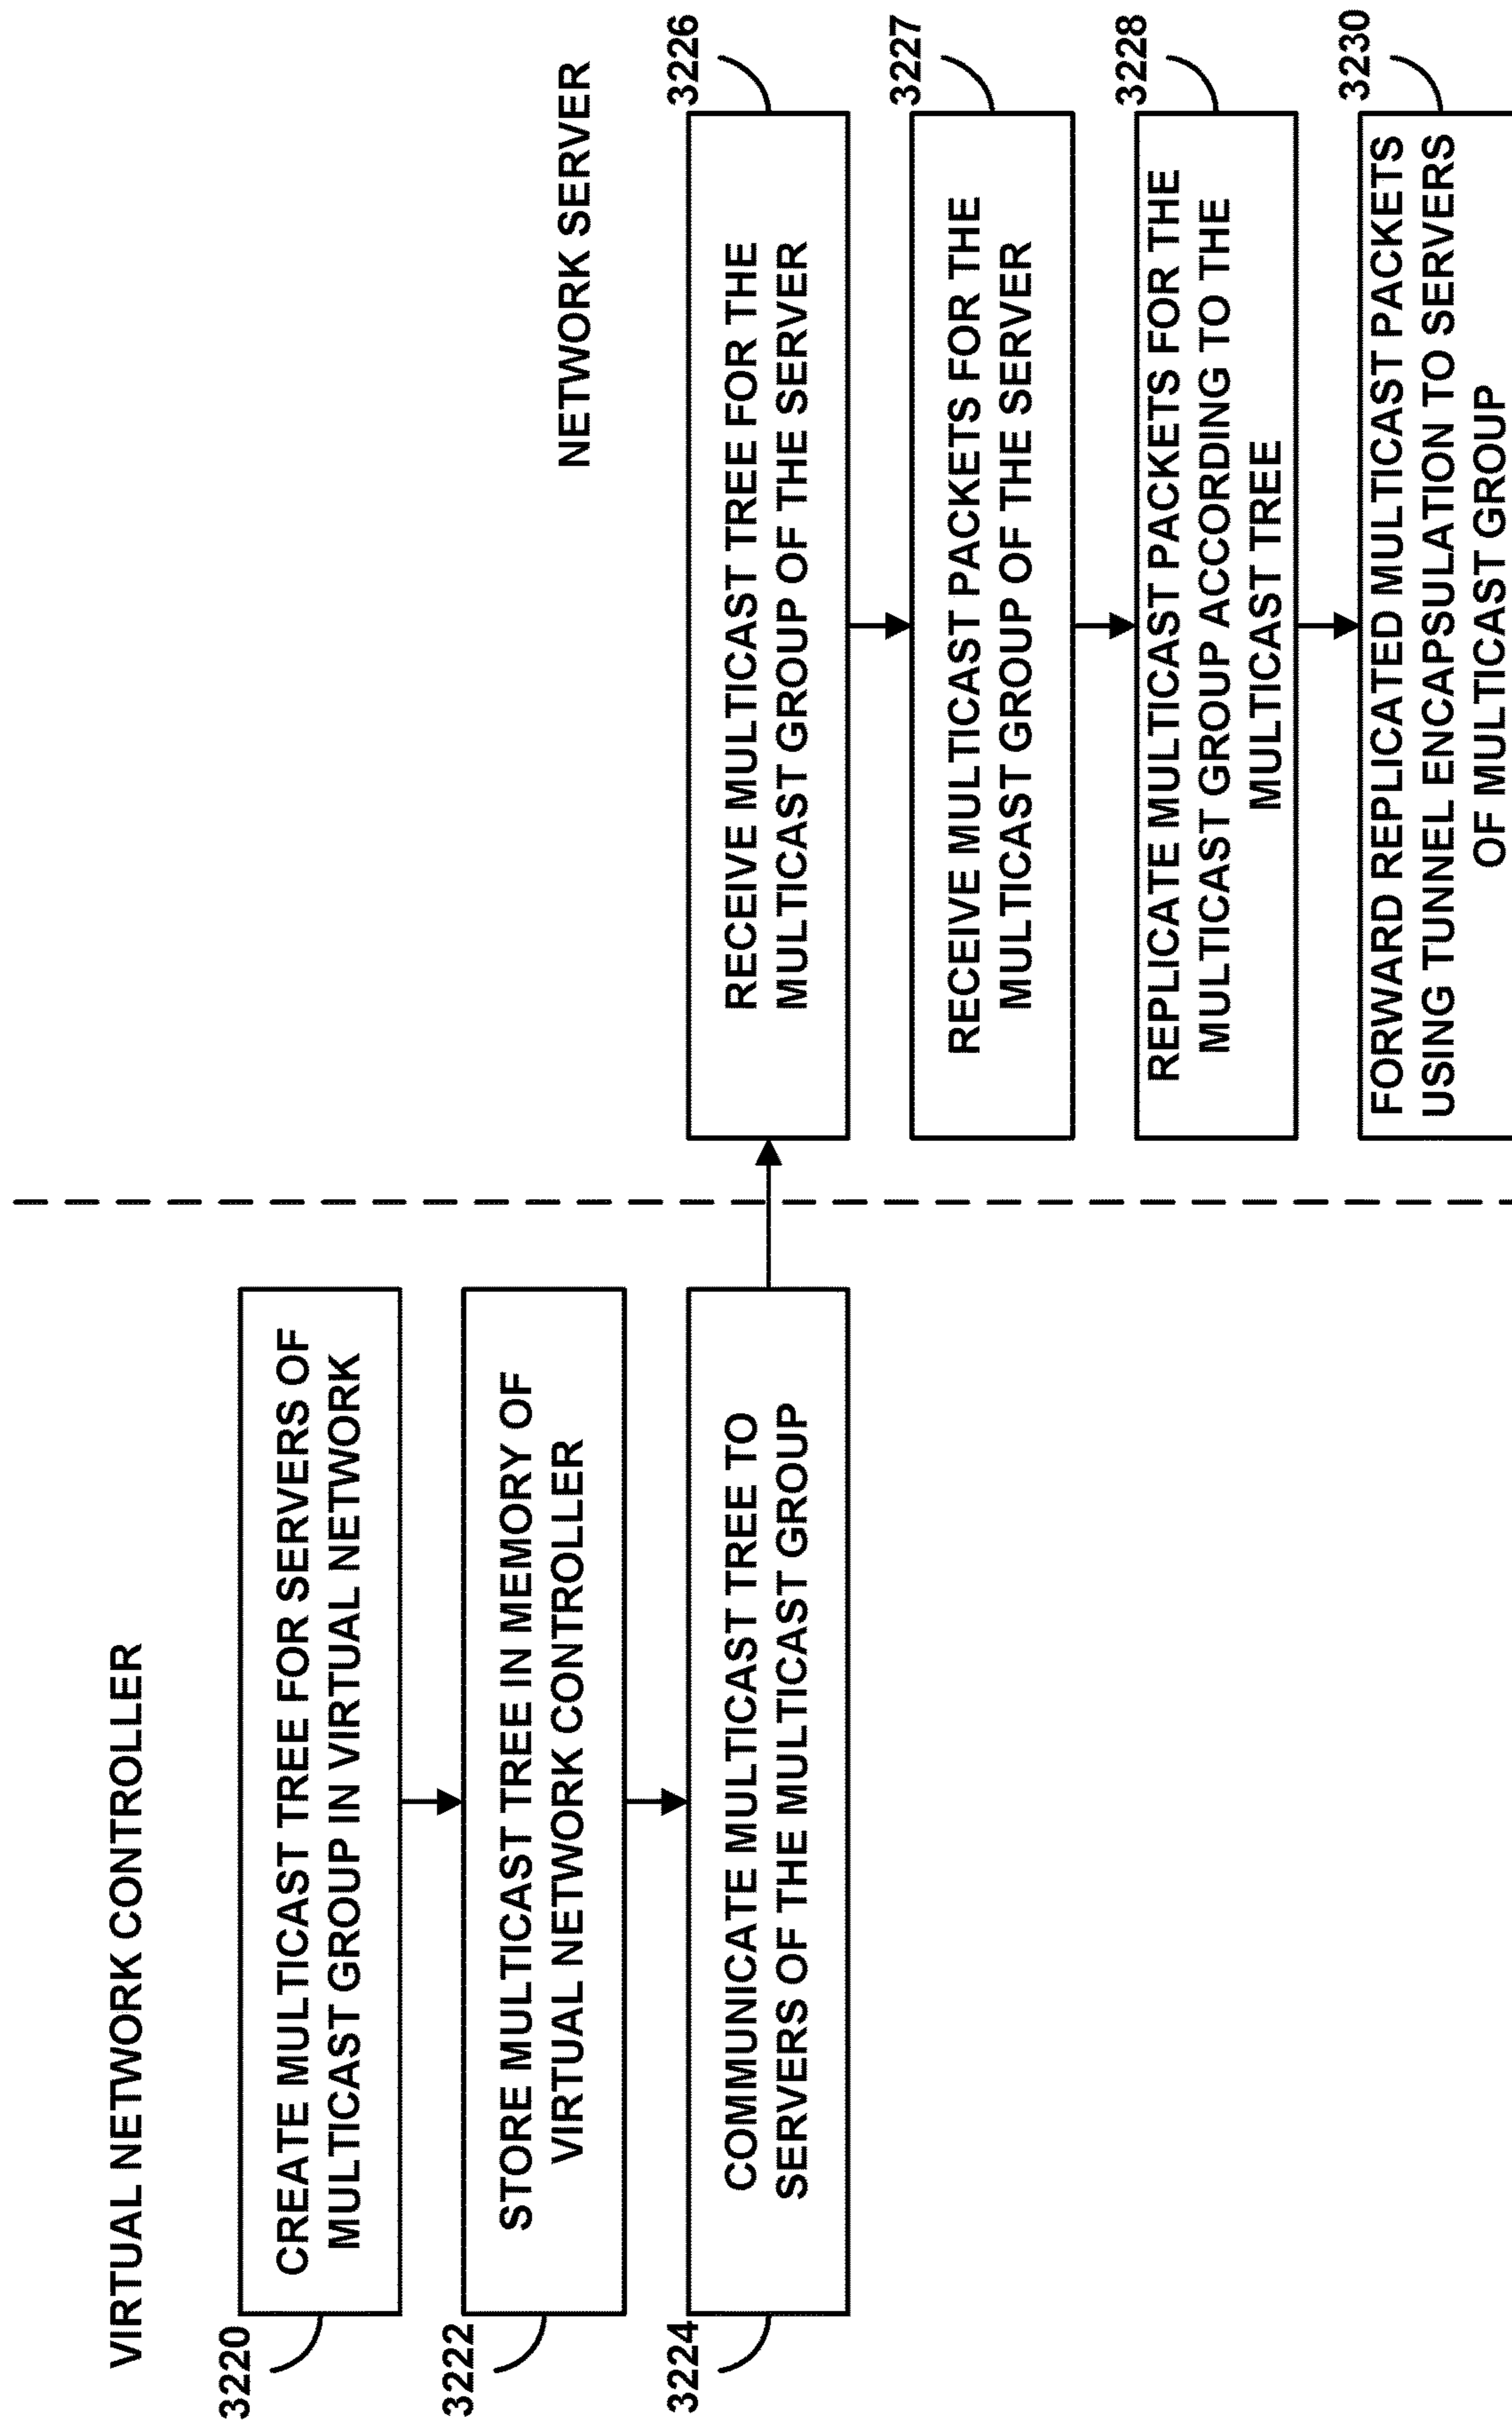 VIRTUAL NETWORK CONTROLLER
3220
CREATE MULTICAST TREE FOR SERVERS OF
MULTICAST GROUP IN VIRTUAL NETWORK
3222
STORE MULTICAST TREE IN MEMORY OF
VIRTUAL NETWORK CONTROLLER
3224
COMMUNICATE MULTICAST TREE TO
SERVERS OF THE MULTICAST GROUP
NETWORK SERVER
3226
RECEIVE MULTICAST TREE FOR THE
MULTICAST GROUP OF THE SERVER
3227
RECEIVE MULTICAST PACKETS FOR THE
MULTICAST GROUP OF THE SERVER
3228
REPLICATE MULTICAST PACKETS FOR THE
MULTICAST GROUP ACCORDING TO THE
MULTICAST TREE
3230
FORWARD REPLICATED MULTICAST PACKETS
USING TUNNEL ENCAPSULATION TO SERVERS
OF MULTICAST GROUP